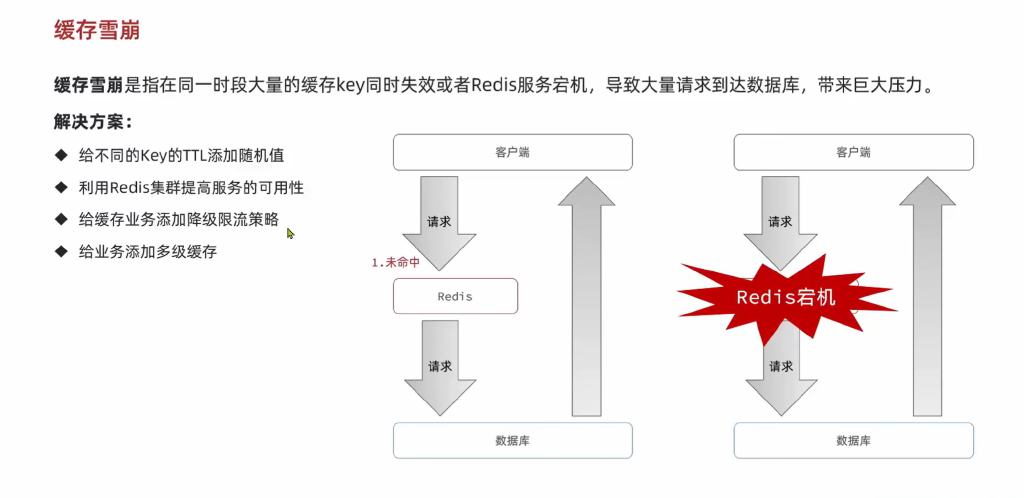 缓存雪崩
缓存雪崩是指在同一时段大量的缓存key同时失效或者Redis服务宕机，导致大量请求到达数据库，带来巨大压力。
解决方案：
给不同的Key的TTL添加随机值
利用Redis集群提高服务的可用性
给缓存业务添加降级限流策略
给业务添加多级缓存
客户端
请求
1.未命中
Redis
请求
数据库
客户端
请求
Redis宕机
请求
数据库